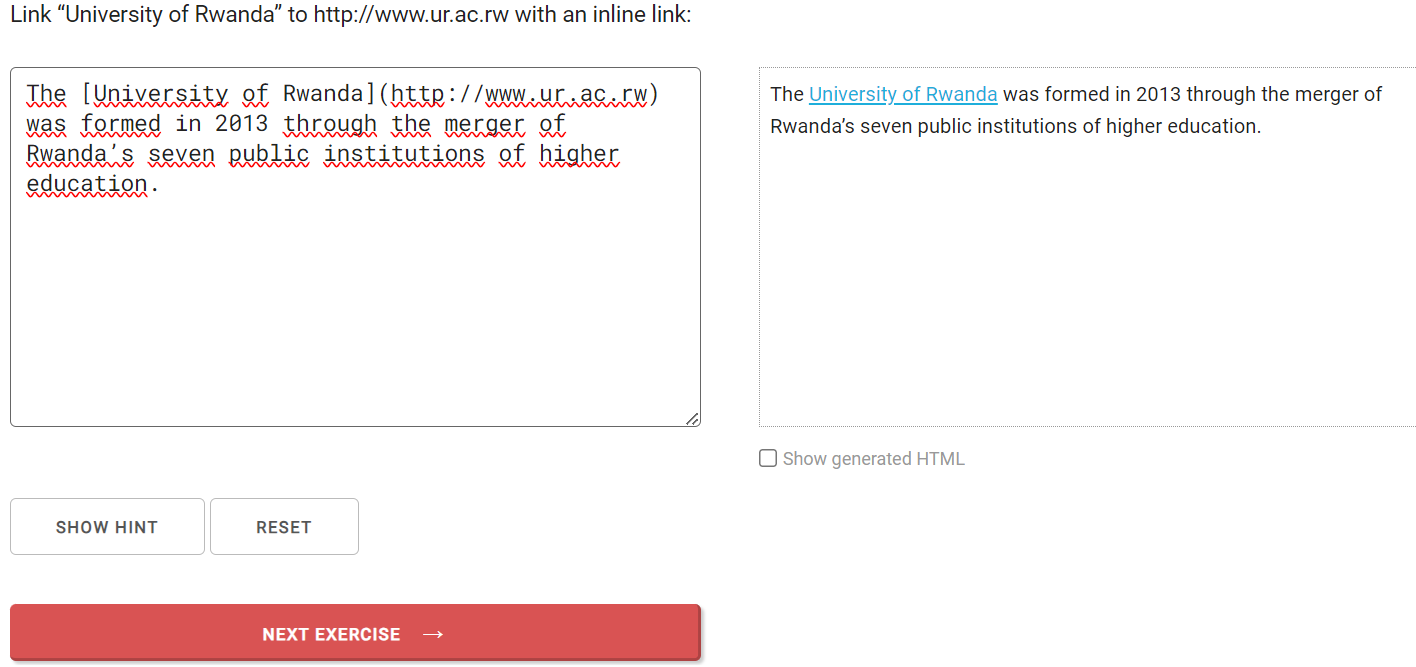 Link “University of Rwanda” to http://www.ur.ac.rw with an inline link:
The [University of Rwanda](http://www.ur.ac.rw)
was formed in 2013 through the merger of
Rwanda’s seven public institutions of higher
education.
The University of Rwanda was formed in 2013 through the merger of
Rwanda’s seven public institutions of higher education.
Show generated HTML
SHOW HINT
RESET
NEXT EXERCISE →